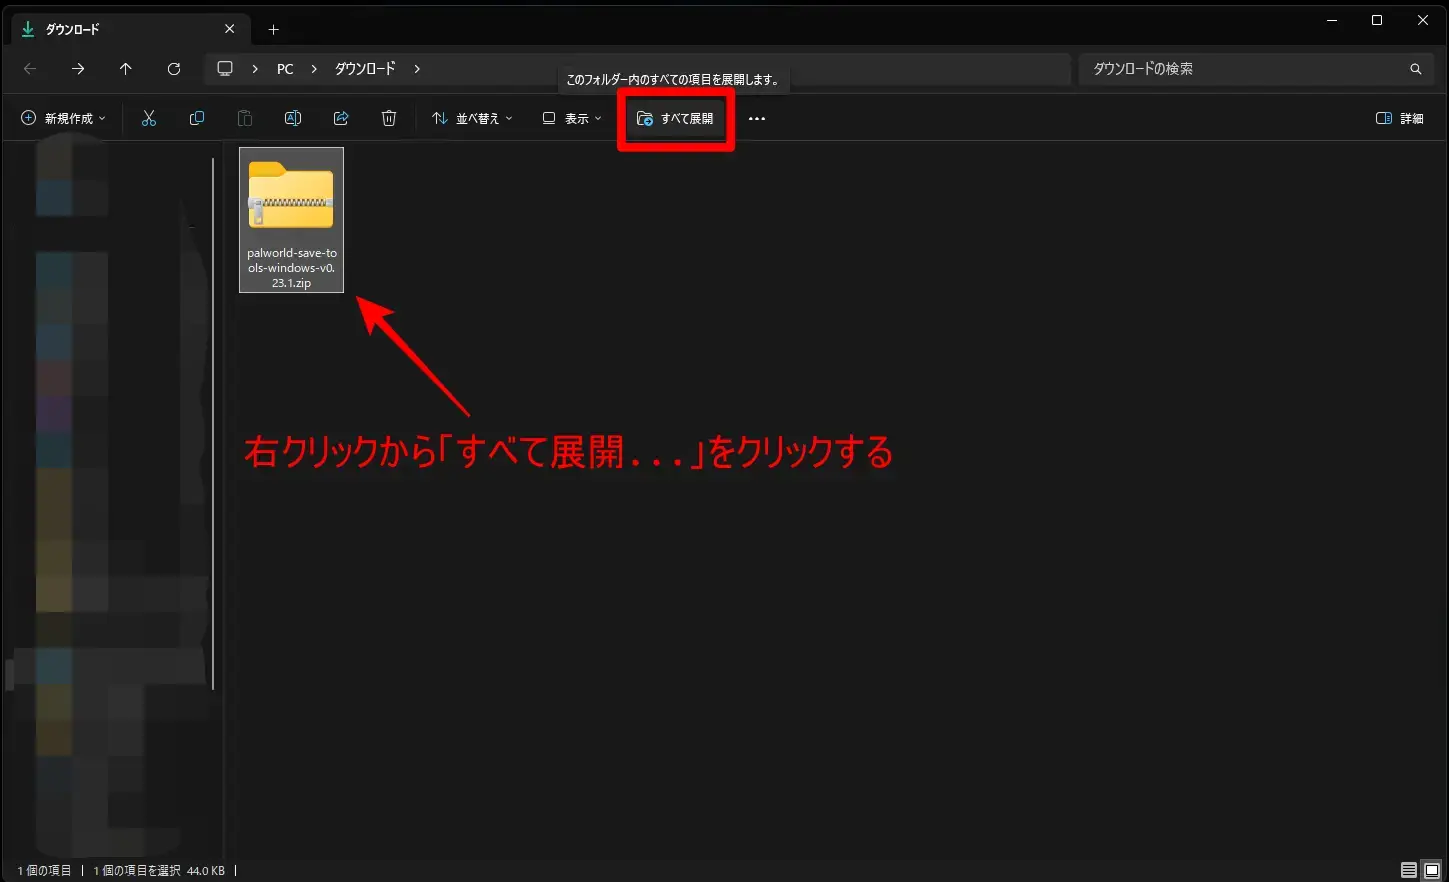 ダウンロード
PC
ダウンロード
このフォルダー内のすべての項目を展開します。
ダウンロードの検索
新規作成
並べ替え
表示
すべて展開
詳細
palworld-save-to
ols-windows-v0.
23.1.zip
右クリックから「すべて展開...」をクリックする
1 個の項目
1 個の項目を選択 44.0 KB